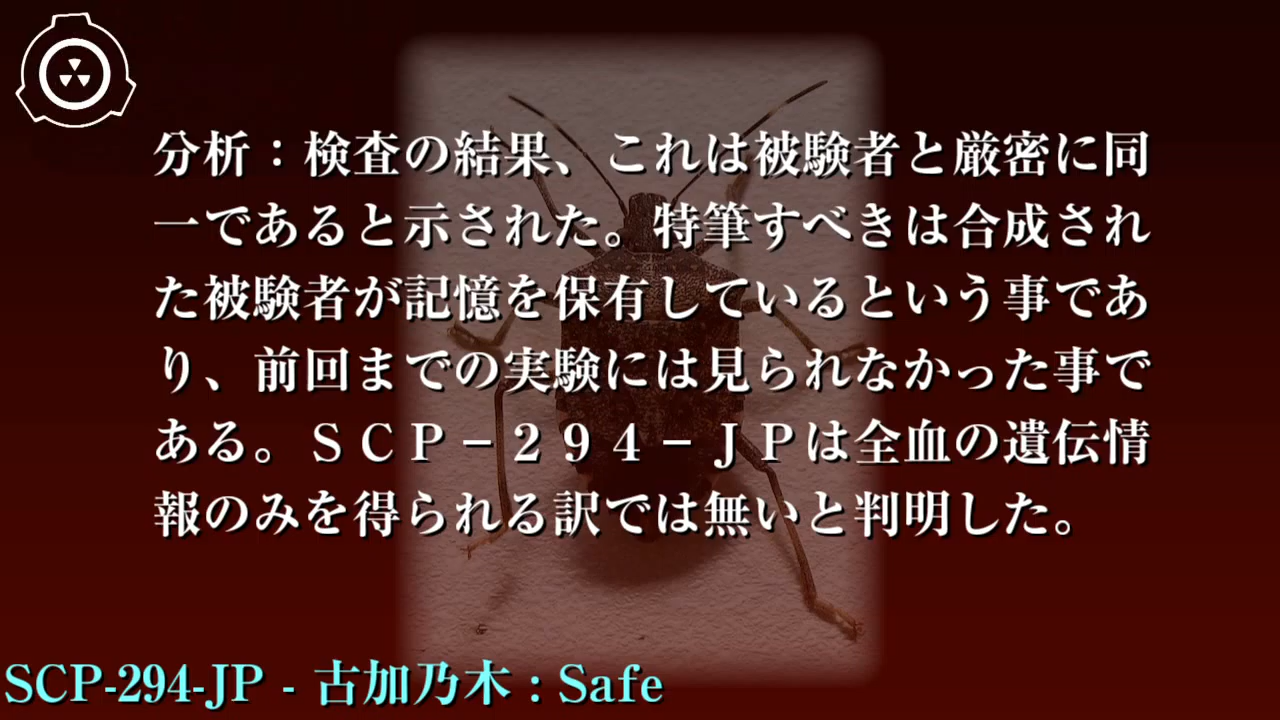 分析：検査の結果、これは被験者と厳密に同
一であると示された。特筆すべきは合成され
た被験者が記憶を保有しているという事であ
り、前回までの実験には見られなかった事で
ある。ＳＣＰ－２９４－ＪＰは全血の遺伝情
報のみを得られる訳では無いと判明した。
SCP-294-JP - 古加乃木 : Safe